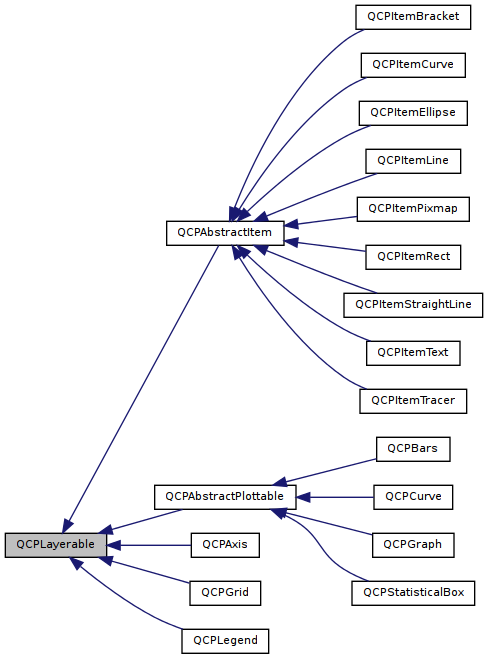 QCPItemBracket
QCPItemCurve
QCPItemEllipse
QCPItemLine
QCPItemPixmap
QCPAbstractItem
QCPItemRect
QCPItemStraightLine
QCPItemText
QCPItemTracer
QCPBars
QCPAbstractPlottable
QCPCurve
QCPLayerable
QCPAxis
QCPGraph
QCPGrid
QCPStatisticalBox
QCPLegend